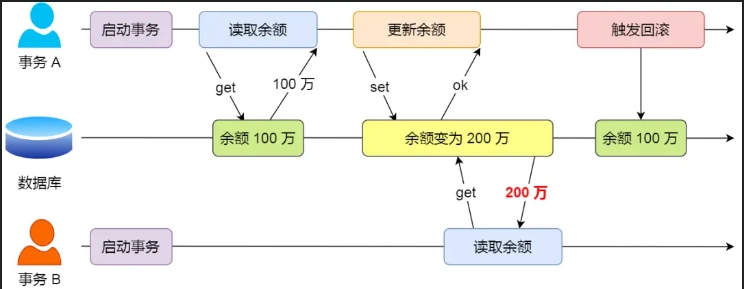 启动事务
读取余额
更新余额
触发回滚
事务 A
get
100 万
set
ok
余额 100 万
余额变为 200 万
余额 100 万
数据库
get
200 万
启动事务
读取余额
事务 B